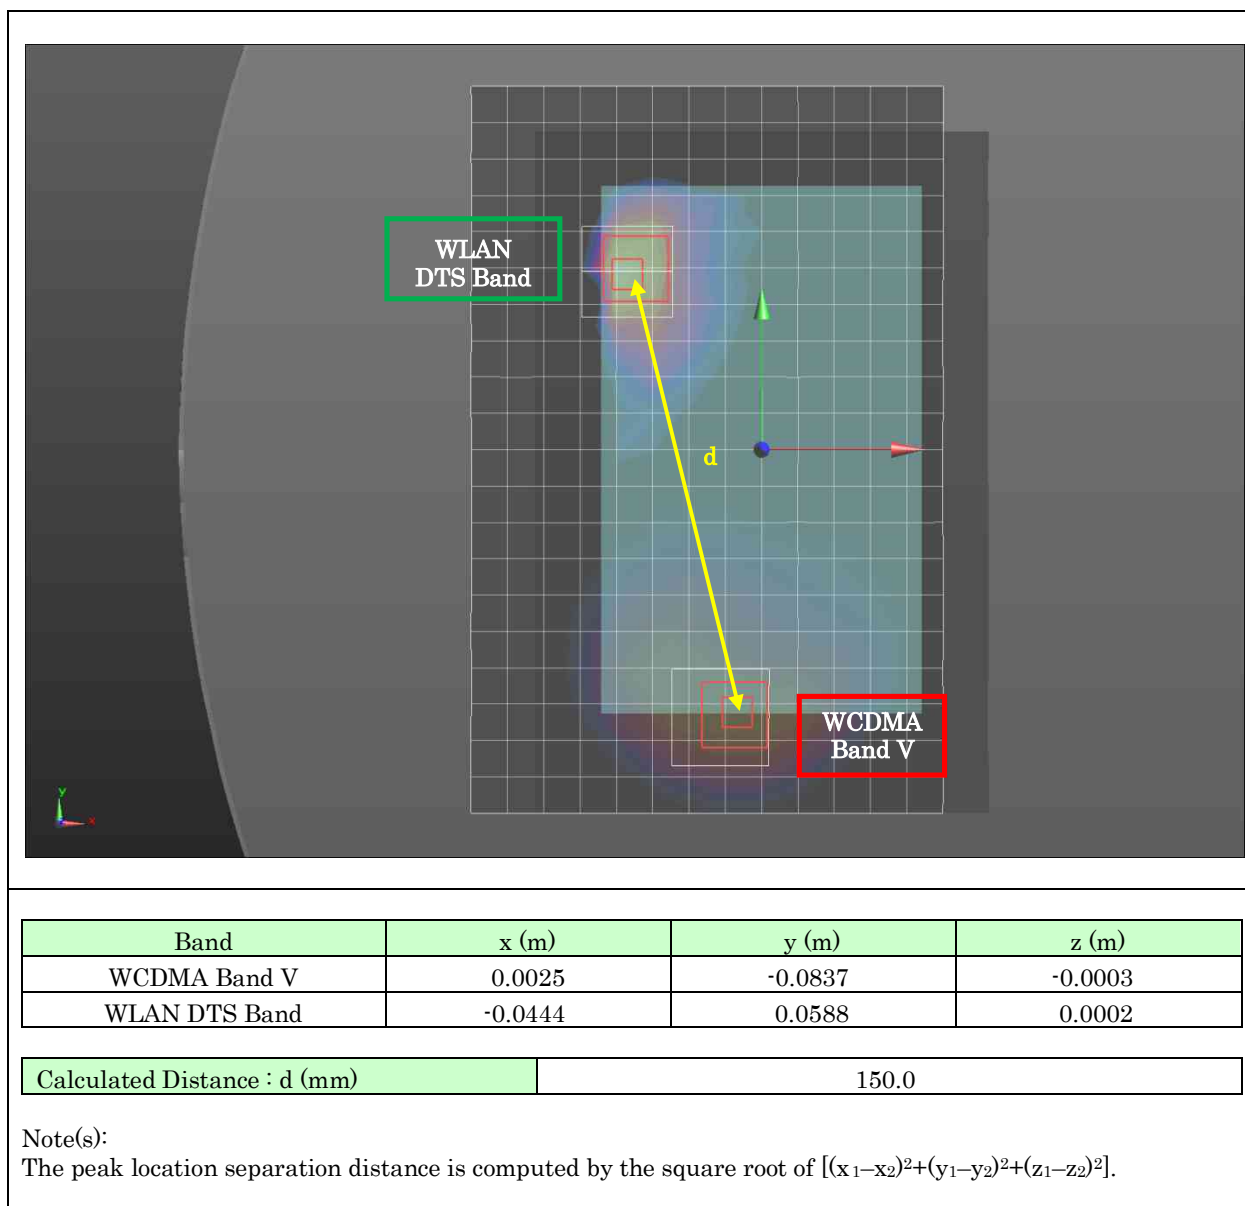 WLAN
DTS Band
d
WCDMA
Band V
y
x
Band x (m) y (m) z (m)
WCDMA Band V 0.0025 -0.0837 -0.0003
WLAN DTS Band -0.0444 0.0588 0.0002
Calculated Distance : d (mm) 150.0
Note(s):
The peak location separation distance is computed by the square root of [(x₁–x₂)²+(y₁–y₂)²+(z₁–z₂)²].